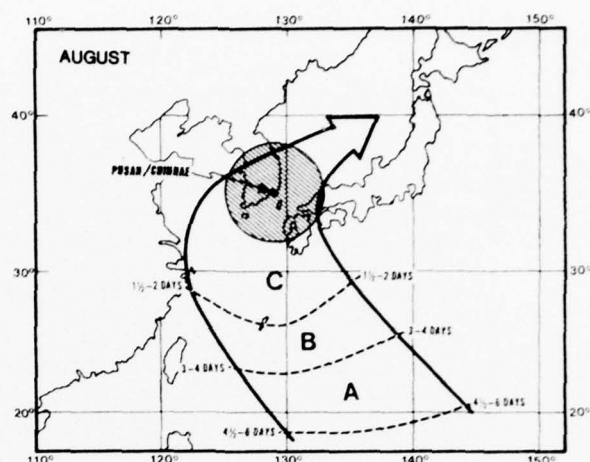 110° 120° 130° 140° 150°
AUGUST
40° 40°
PUSAN/CHINHAE
30° C 30°
1½-2 DAYS 1½-2 DAYS
B
3-4 DAYS 3-4 DAYS
A
20° 4½-6 DAYS 20°
4½-6 DAYS
110° 120° 130° 140° 150°